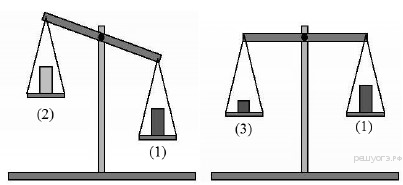 (2)
(1)
(3)
(1)
решуогэ.рф